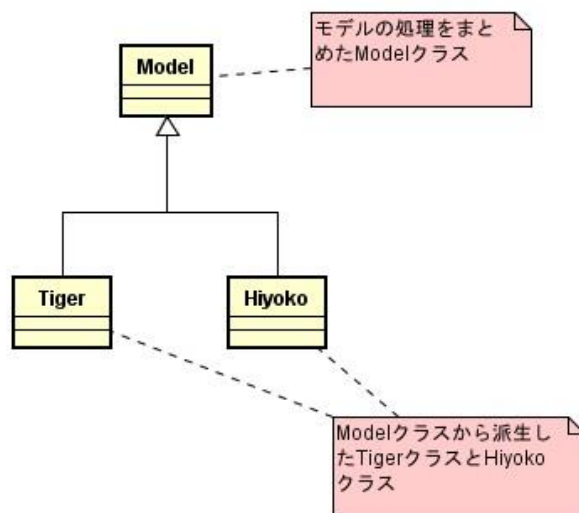 モデルの処理をまと
めたModelクラス
Model
Tiger
Hiyoko
Modelクラスから派生し
たTigerクラスとHiyoko
クラス